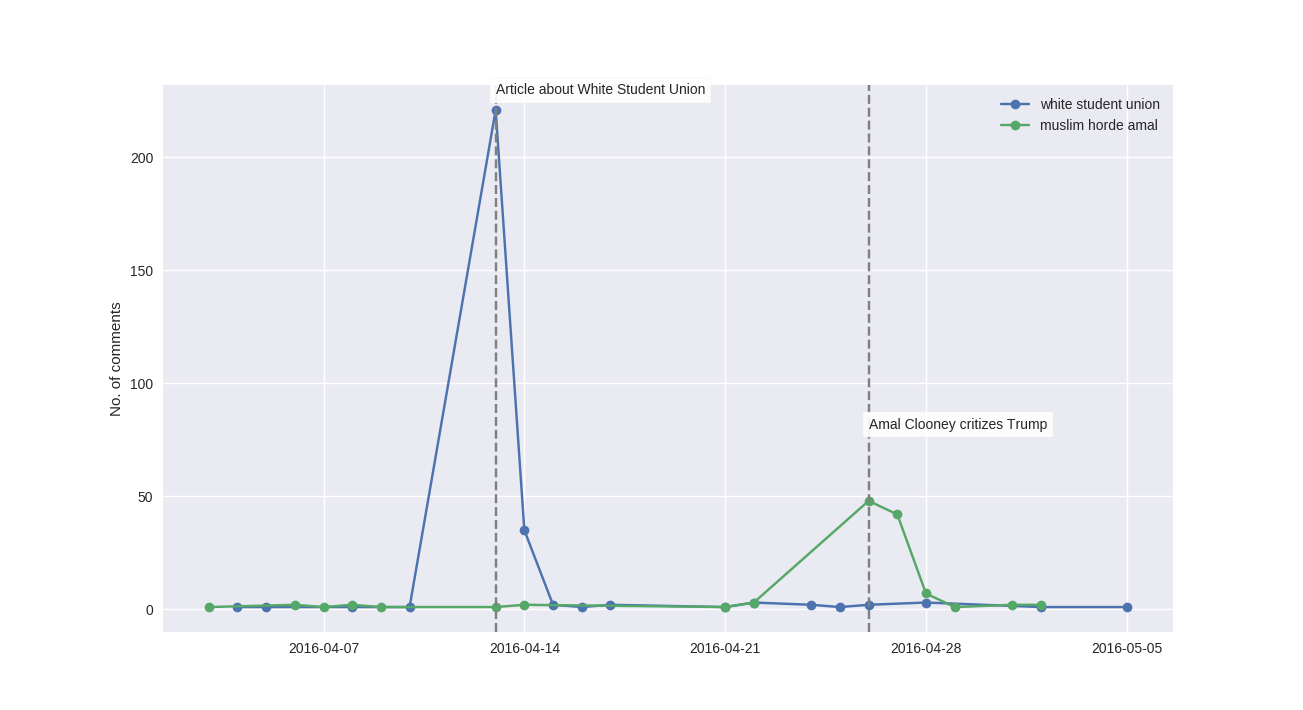 Article about White Student Union
white student union
muslim horde amal
200
150
100
50
0
No. of comments
Amal Clooney critizes Trump
2016-04-07
2016-04-14
2016-04-21
2016-04-28
2016-05-05